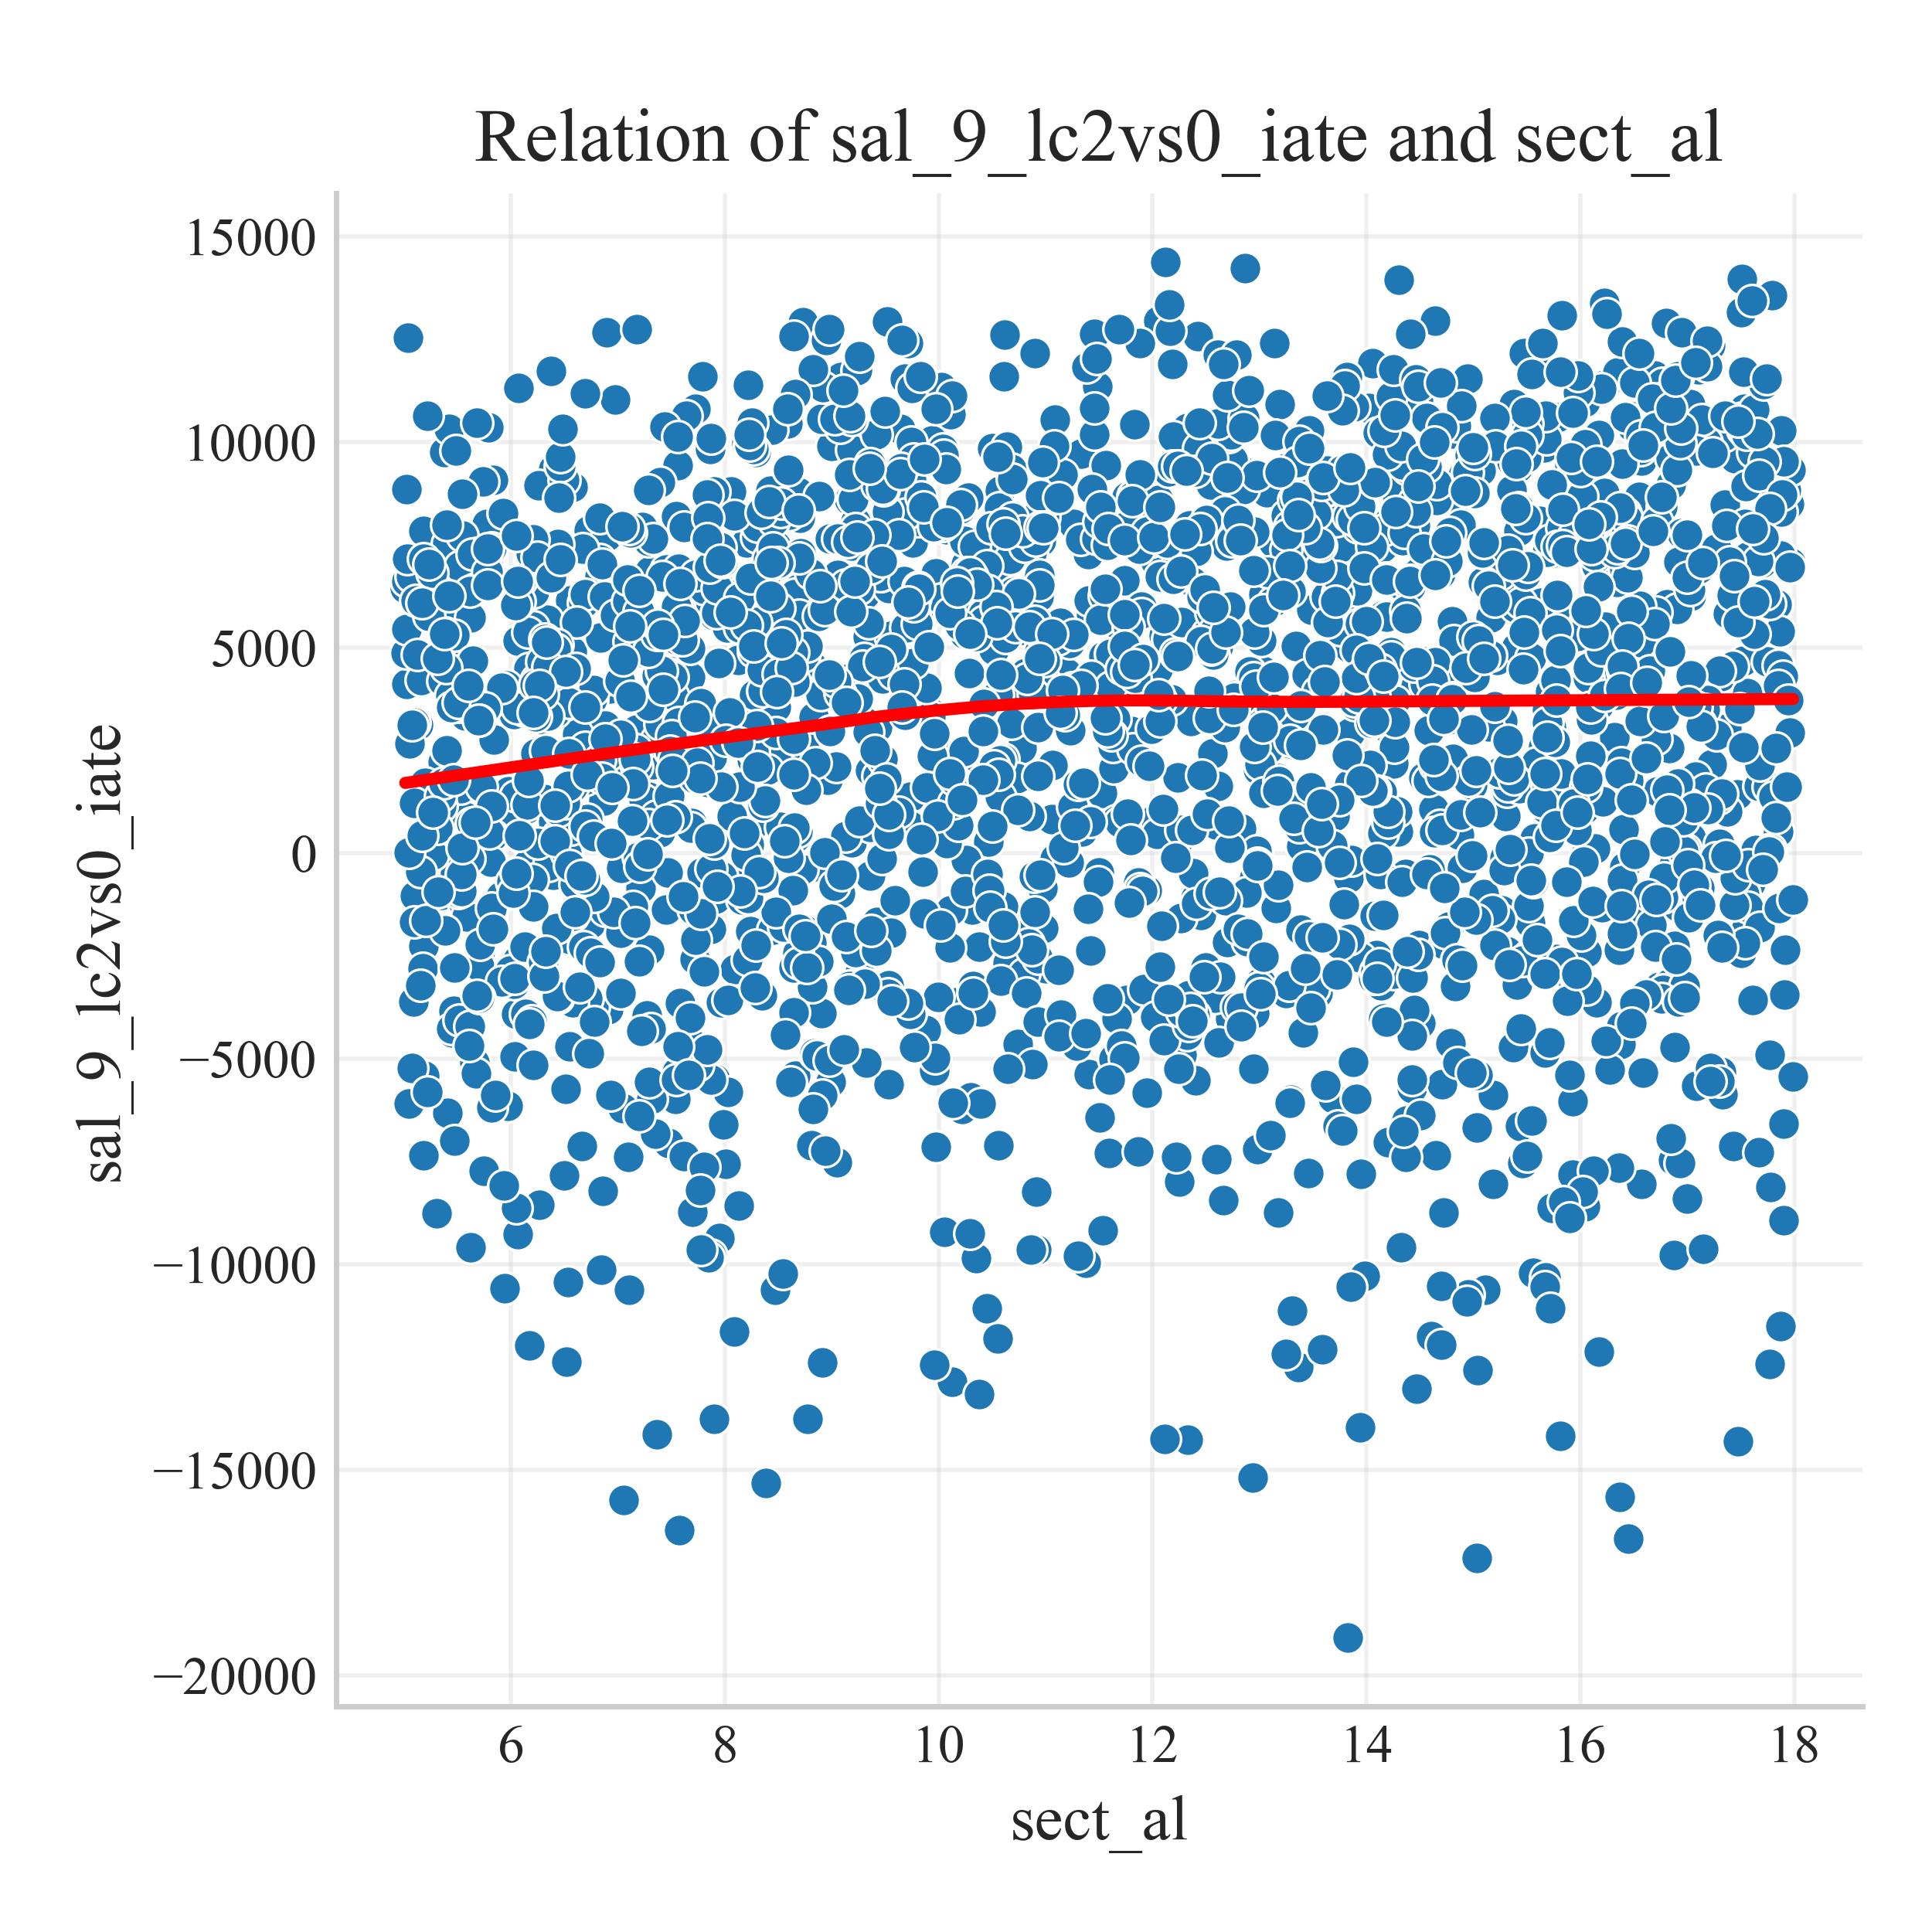 Relation of sal_9_lc2vs0_iate and sect_al
15000
10000
5000
0
−5000
−10000
−15000
−20000
sal_9_lc2vs0_iate
6 8 10 12 14 16 18
sect_al